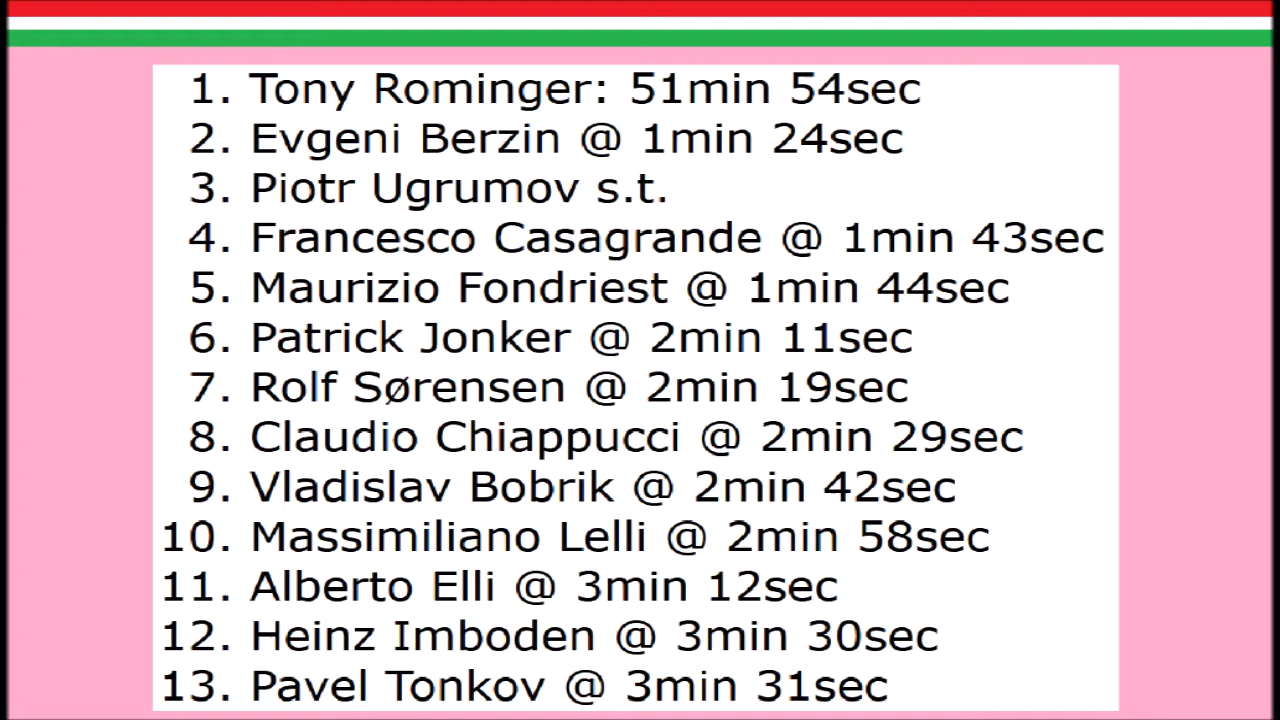 1. Tony Rominger: 51min 54sec
2. Evgeni Berzin @ 1min 24sec
3. Piotr Ugrumov s.t.
4. Francesco Casagrande @ 1min 43sec
5. Maurizio Fondriest @ 1min 44sec
6. Patrick Jonker @ 2min 11sec
7. Rolf Sørensen @ 2min 19sec
8. Claudio Chiappucci @ 2min 29sec
9. Vladislav Bobrik @ 2min 42sec
10. Massimiliano Lelli @ 2min 58sec
11. Alberto Elli @ 3min 12sec
12. Heinz Imboden @ 3min 30sec
13. Pavel Tonkov @ 3min 31sec